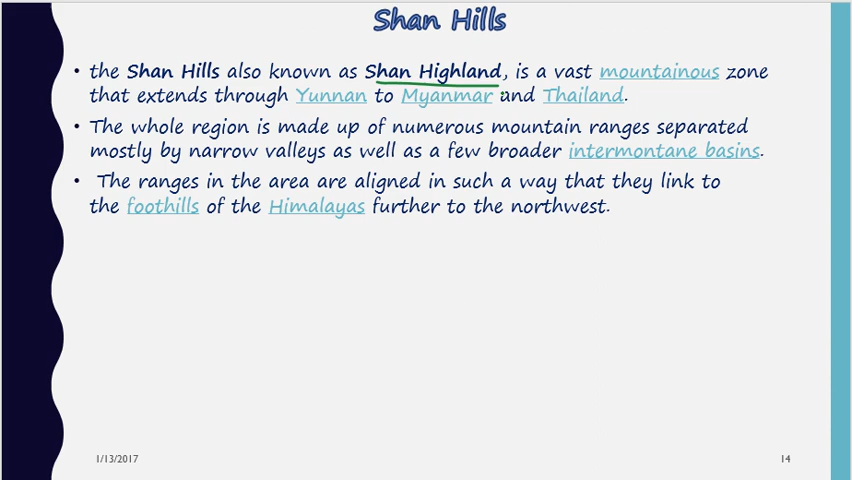 Shan Hills
• the Shan Hills also known as Shan Highland, is a vast mountainous zone
that extends through Yunnan to Myanmar and Thailand.
• The whole region is made up of numerous mountain ranges separated
mostly by narrow valleys as well as a few broader intermontane basins.
• The ranges in the area are aligned in such a way that they link to
the foothills of the Himalayas further to the northwest.
1/13/2017
14